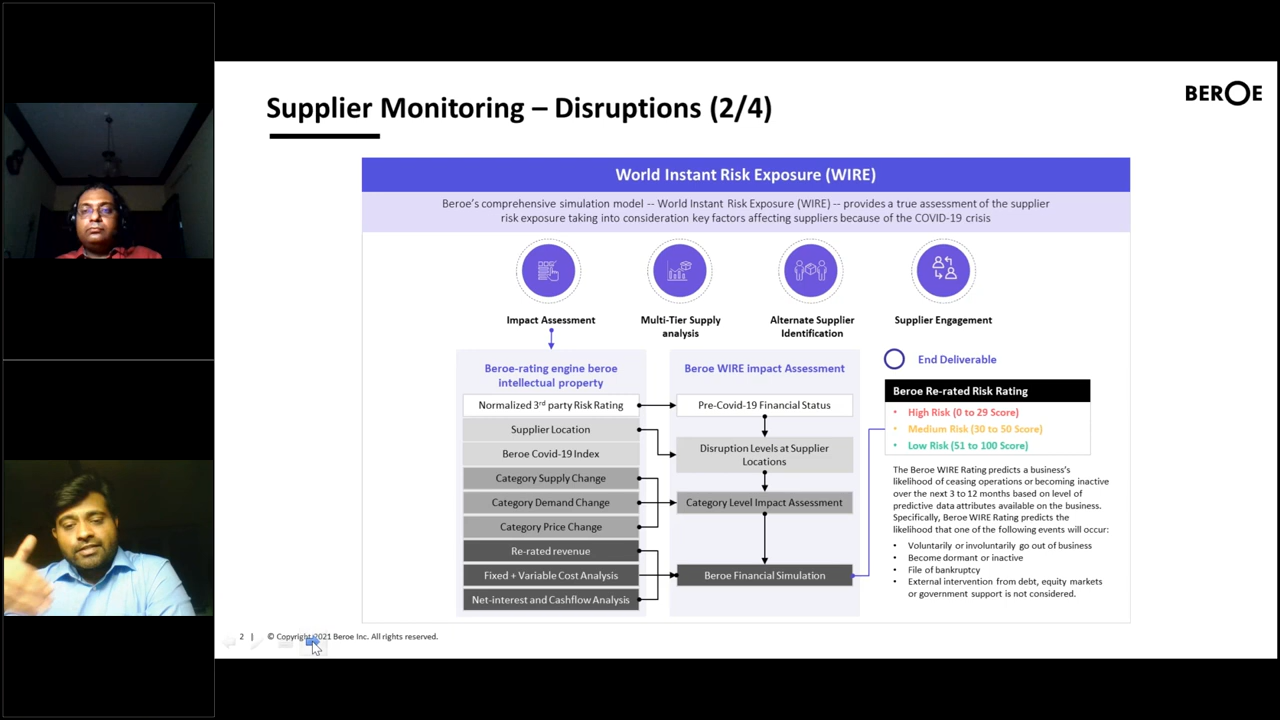 BEROE
Supplier Monitoring – Disruptions (2/4)
World Instant Risk Exposure (WIRE)
Beroe's comprehensive simulation model -- World Instant Risk Exposure (WIRE) -- provides a true assessment of the supplier
risk exposure taking into consideration key factors affecting suppliers because of the COVID-19 crisis
Impact Assessment
Multi-Tier Supply
analysis
Alternate Supplier
Identification
Supplier Engagement
Beroe-rating engine beroe
intellectual property
Normalized 3rd party Risk Rating
Supplier Location
Beroe Covid-19 Index
Category Supply Change
Category Demand Change
Category Price Change
Re-rated revenue
Fixed + Variable Cost Analysis
Net-interest and Cashflow Analysis
Beroe WIRE impact Assessment
Pre-Covid-19 Financial Status
Disruption Levels at Supplier
Locations
Category Level Impact Assessment
Beroe Financial Simulation
End Deliverable
Beroe Re-rated Risk Rating
• High Risk (0 to 29 Score)
• Medium Risk (30 to 50 Score)
• Low Risk (51 to 100 Score)
The Beroe WIRE Rating predicts a business's
likelihood of ceasing operations or becoming inactive
over the next 3 to 12 months based on level of
predictive data attributes available on the business.
Specifically, Beroe WIRE Rating predicts the
likelihood that one of the following events will occur:
• Voluntarily or involuntarily go out of business
• Become dormant or inactive
• File of bankruptcy
• External intervention from debt, equity markets
or government support is not considered.
2 | © Copyright 2021 Beroe Inc. All rights reserved.